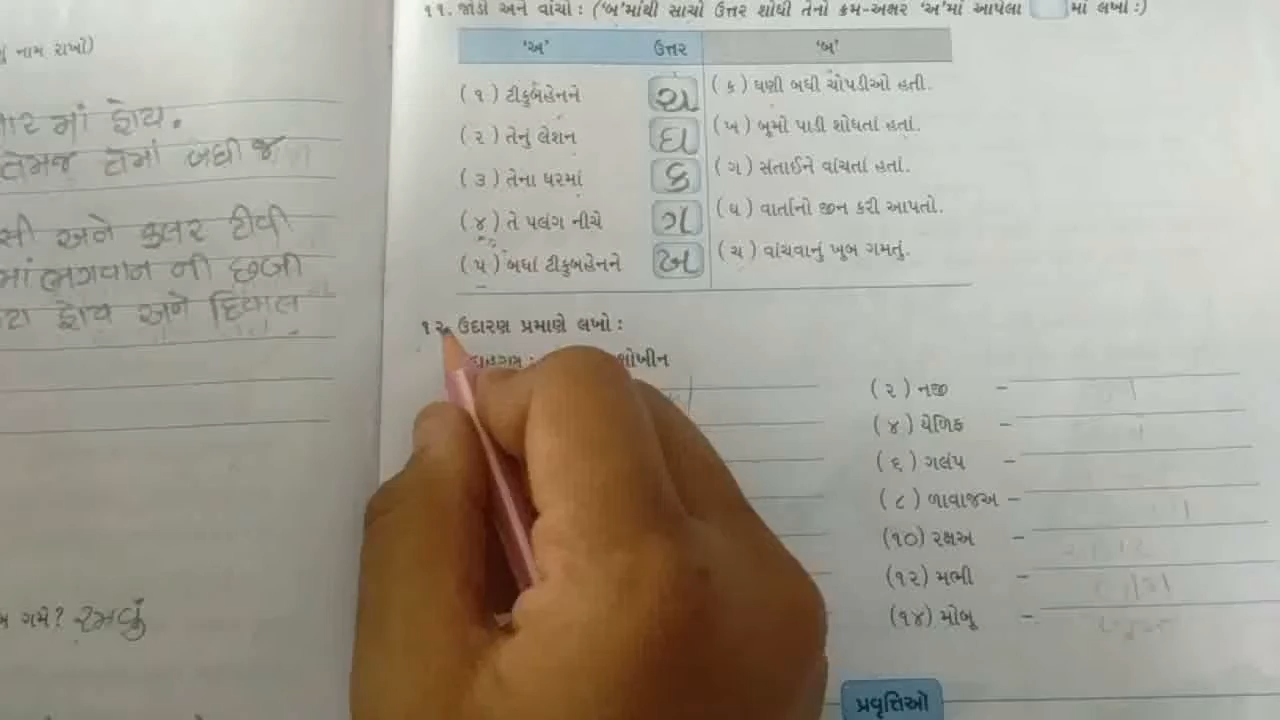 નામ રાખો)
માં હોય.
તેમજ તેમાં બધી જ
સી અને કુલર ટીવી
માં ભગવાન ની છબી
હોય અને દિવાલ
ગમે? રમવું
૧૧. જોડો અને વાંચો : ('બ'માંથી સાચો ઉત્તર શોધી તેનો ક્રમ-અક્ષર 'અ'માં આપેલા માં લખો :)
'અ' ઉત્તર 'બ'
(૧) ટીકુબહેનને ચ (ક) ઘણી બધી ચોપડીઓ હતી.
(૨) તેનું લેશન ઘ (ખ) બૂમો પાડી શોધતાં હતાં.
(૩) તેના ઘરમાં ક (ગ) સંતાઈને વાંચતા હતાં.
(૪) તે પલંગ નીચે ગ (ઘ) વાર્તાનો જીન કરી આપતો.
(૫) બધાં ટીકુબહેનને ખ (ચ) વાંચવાનું ખુબ ગમતું.
૧૨. ઉદારણ પ્રમાણે લખો :
શોખીન
(૨) નજી –
(૪) યેળિફ –
(૬) ગલંપ –
(૮) ળાવાજઅ –
(૧૦) રક્ષઅ –
(૧૨) મભી –
(૧૪) મોબૂ –
પ્રવૃત્તિઓ